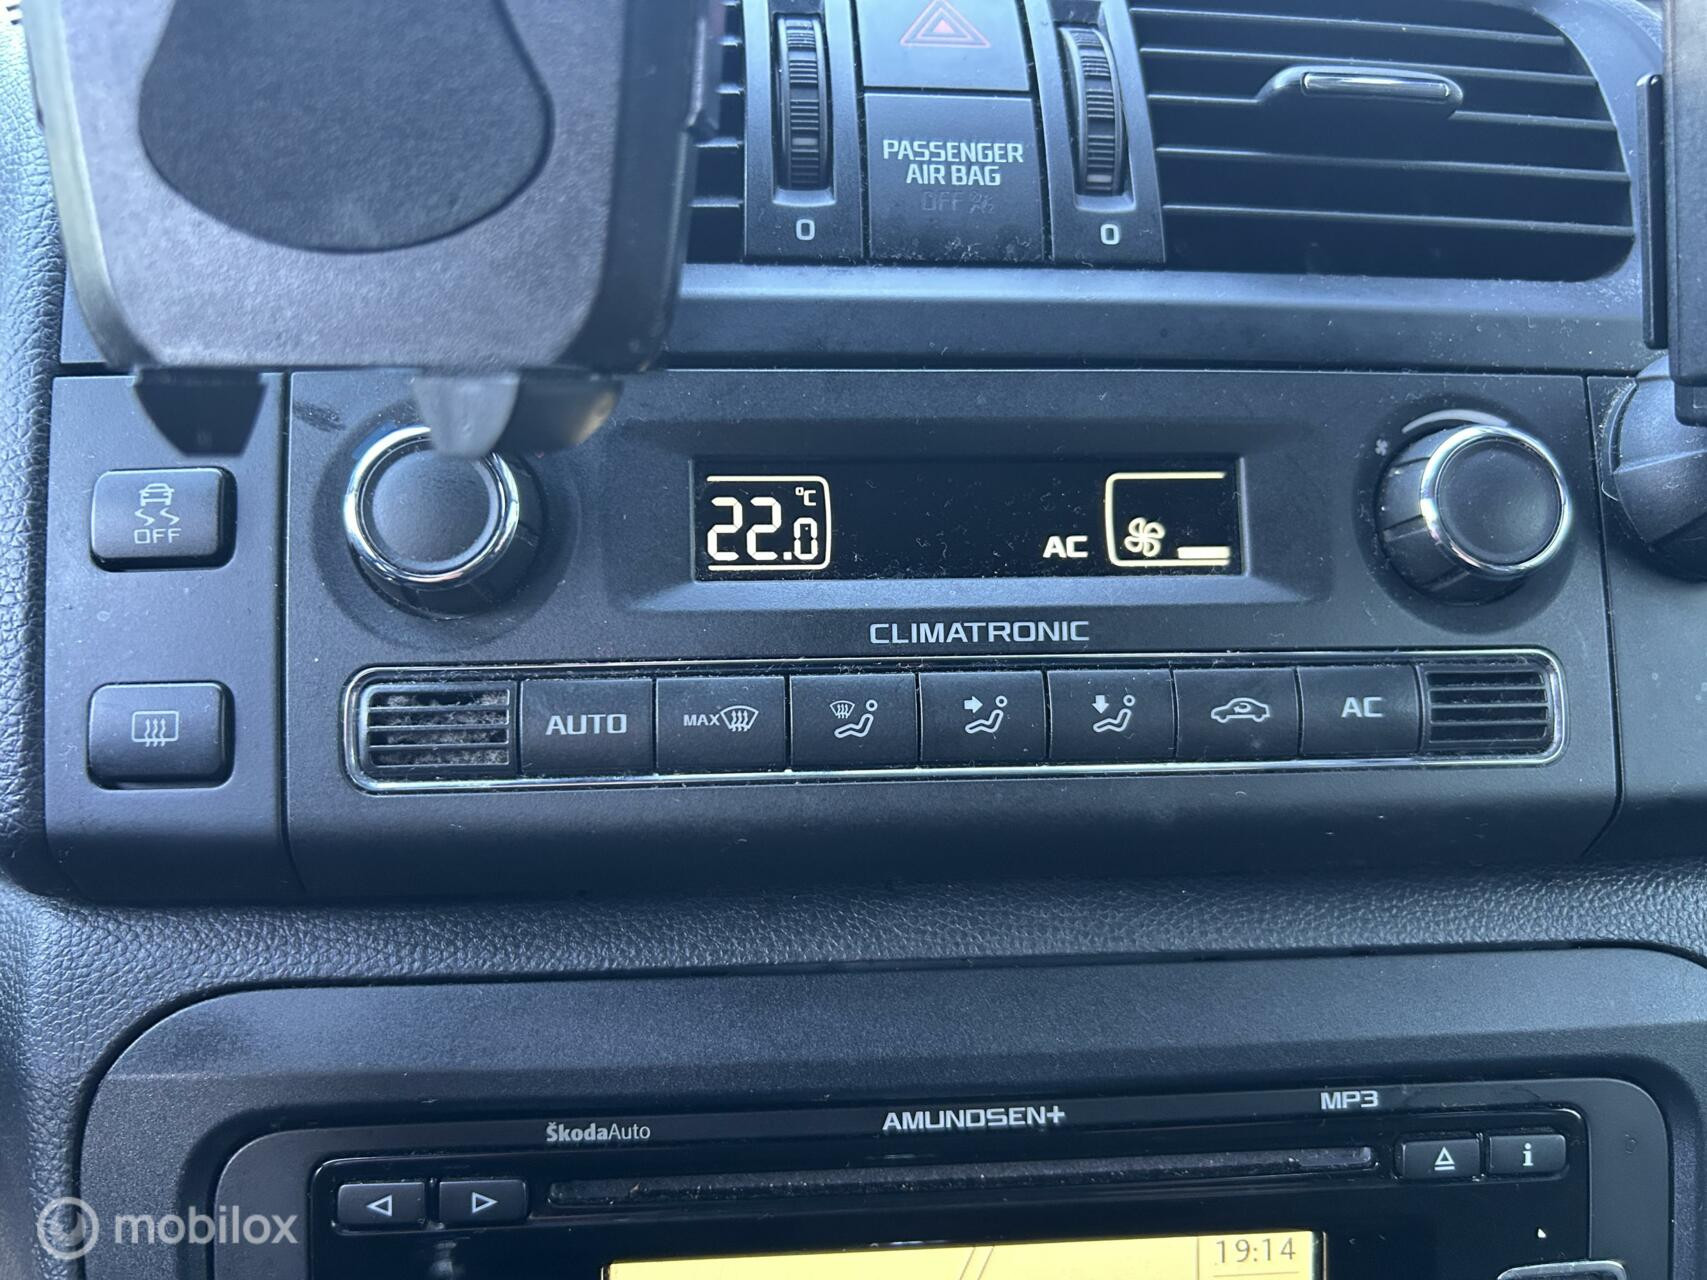 PASSENGER
AIR BAG
OFF
0
0
OFF
22.0 °C
AC
CLIMATRONIC
AUTO
MAX
AC
ŠkodaAuto
AMUNDSEN+
MP3
i
19:14
mobilox